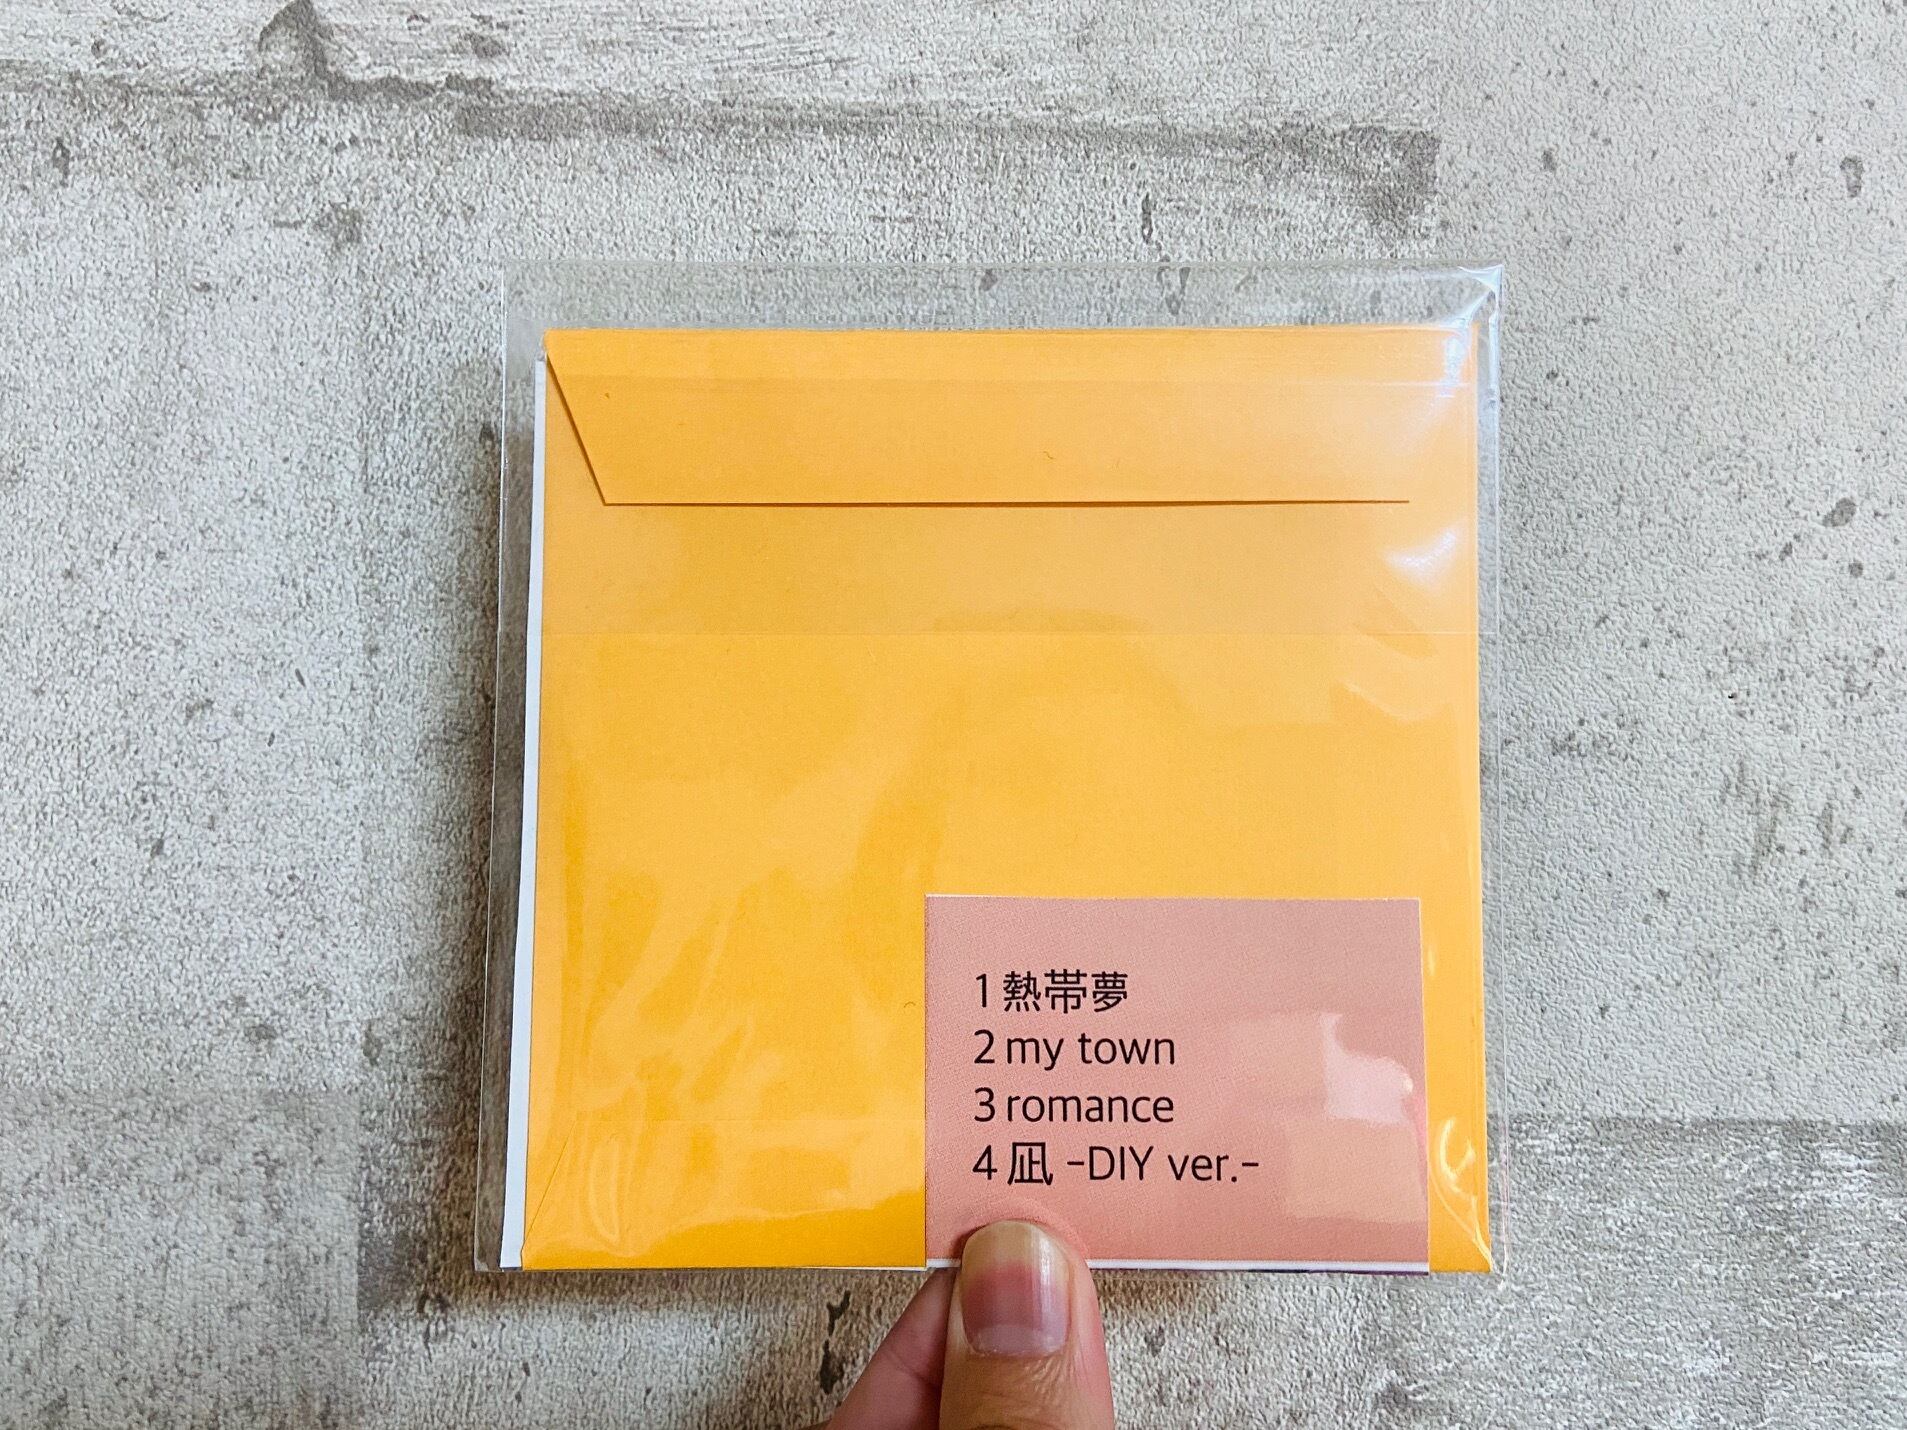 1 熱帯夢
2 my town
3 romance
4 凪 -DIY ver.-